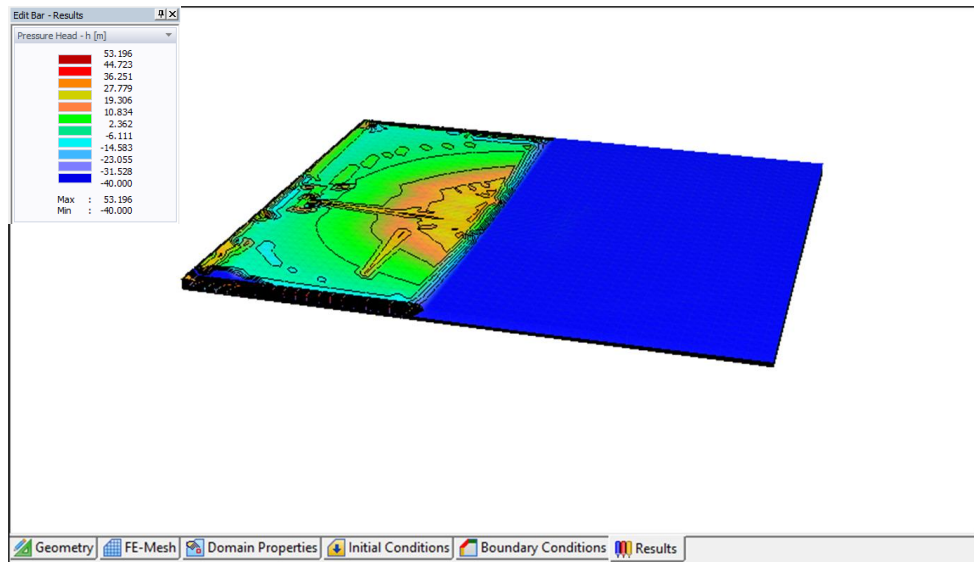 Edit Bar - Results
Pressure Head - h [m]
53.196
44.723
36.251
27.779
19.306
10.834
2.362
-6.111
-14.583
-23.055
-31.528
-40.000
Max : 53.196
Min : -40.000
Geometry FE-Mesh Domain Properties Initial Conditions Boundary Conditions Results